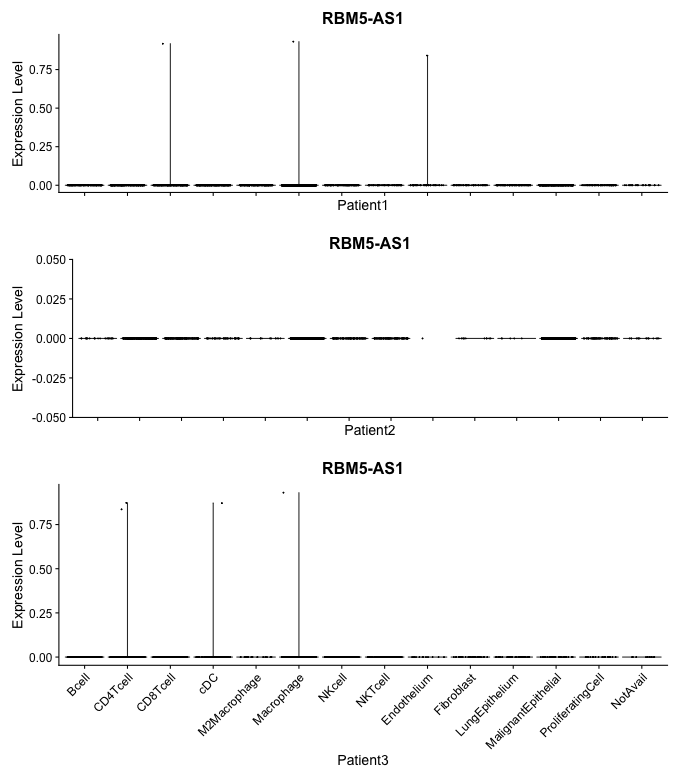 RBM5-AS1
Expression Level
0.75
0.50
0.25
0.00
Patient1
RBM5-AS1
Expression Level
0.050
0.025
0.000
-0.025
-0.050
Patient2
RBM5-AS1
Expression Level
0.75
0.50
0.25
0.00
Bcell
CD4Tcell
CD8Tcell
cDC
M2Macrophage
Macrophage
NKcell
NKTcell
Endothelium
Fibroblast
LungEpithelium
MalignantEpithelial
ProliferatingCell
NotAvail
Patient3